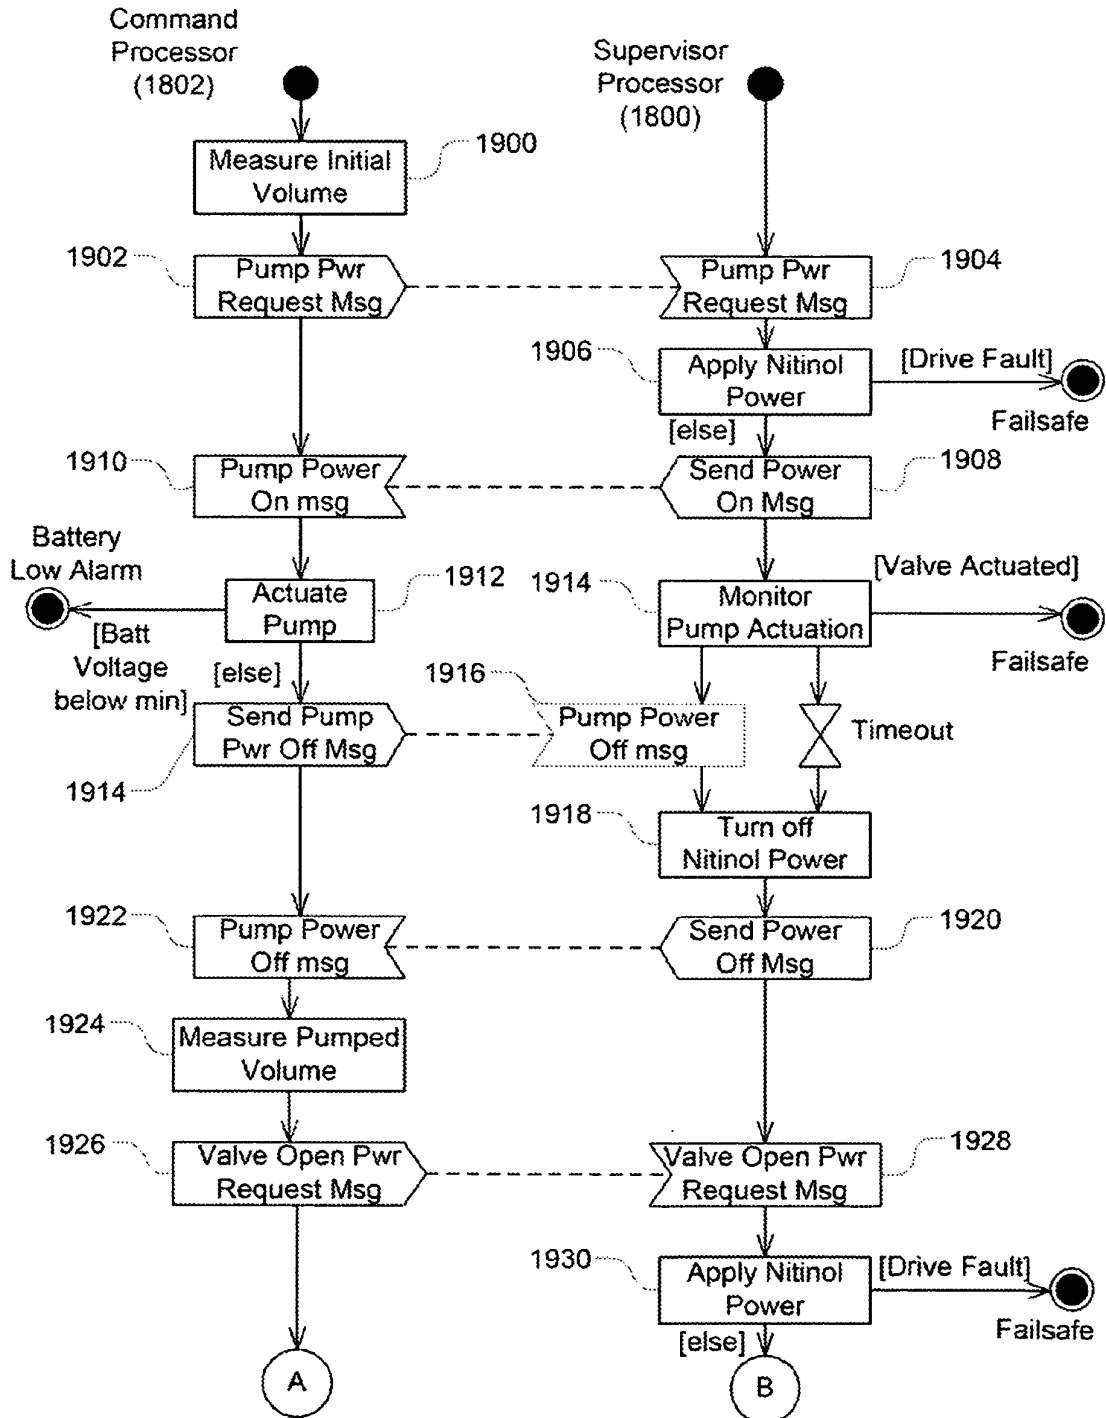 Command
Processor
(1802)
Supervisor
Processor
(1800)
Measure Initial
Volume
1900
1902
Pump Pwr
Request Msg
Pump Pwr
Request Msg
1904
1906
Apply Nitinol
Power
[Drive Fault]
Failsafe
[else]
1910
Pump Power
On msg
Send Power
On Msg
1908
Battery
Low Alarm
Actuate
Pump
1912
1914
Monitor
Pump Actuation
[Valve Actuated]
Failsafe
[Batt
Voltage
below min]
[else]
1916
Send Pump
Pwr Off Msg
1914
Pump Power
Off msg
Timeout
1918
Turn off
Nitinol Power
1922
Pump Power
Off msg
Send Power
Off Msg
1920
1924
Measure Pumped
Volume
1926
Valve Open Pwr
Request Msg
Valve Open Pwr
Request Msg
1928
1930
Apply Nitinol
Power
[Drive Fault]
Failsafe
[else]
A
B